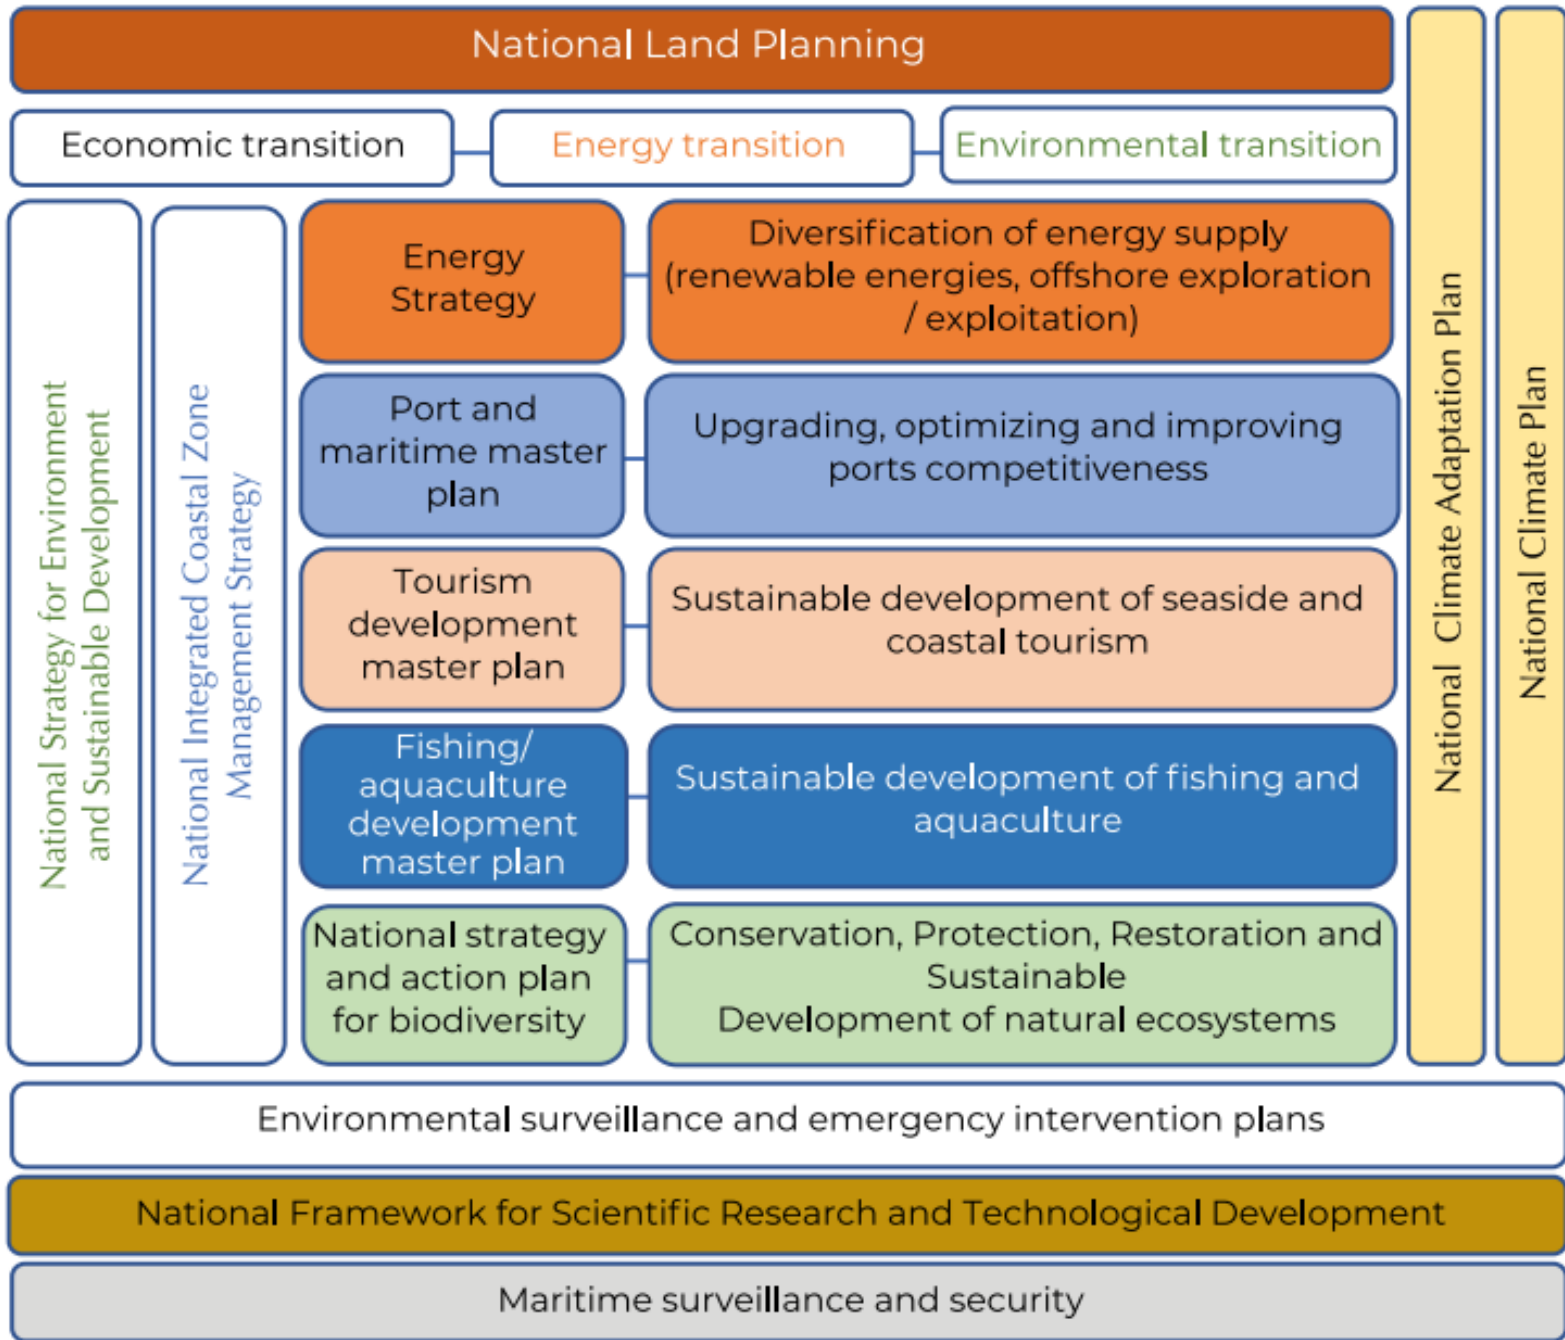 National Land Planning
Economic transition
Energy transition
Environmental transition
National Strategy for Environment
and Sustainable Development
National Integrated Coastal Zone
Management Strategy
Energy
Strategy
Diversification of energy supply
(renewable energies, offshore exploration
/ exploitation)
Port and
maritime master
plan
Upgrading, optimizing and improving
ports competitiveness
Tourism
development
master plan
Sustainable development of seaside and
coastal tourism
Fishing/
aquaculture
development
master plan
Sustainable development of fishing and
aquaculture
National strategy
and action plan
for biodiversity
Conservation, Protection, Restoration and
Sustainable
Development of natural ecosystems
National Climate Adaptation Plan
National Climate Plan
Environmental surveillance and emergency intervention plans
National Framework for Scientific Research and Technological Development
Maritime surveillance and security